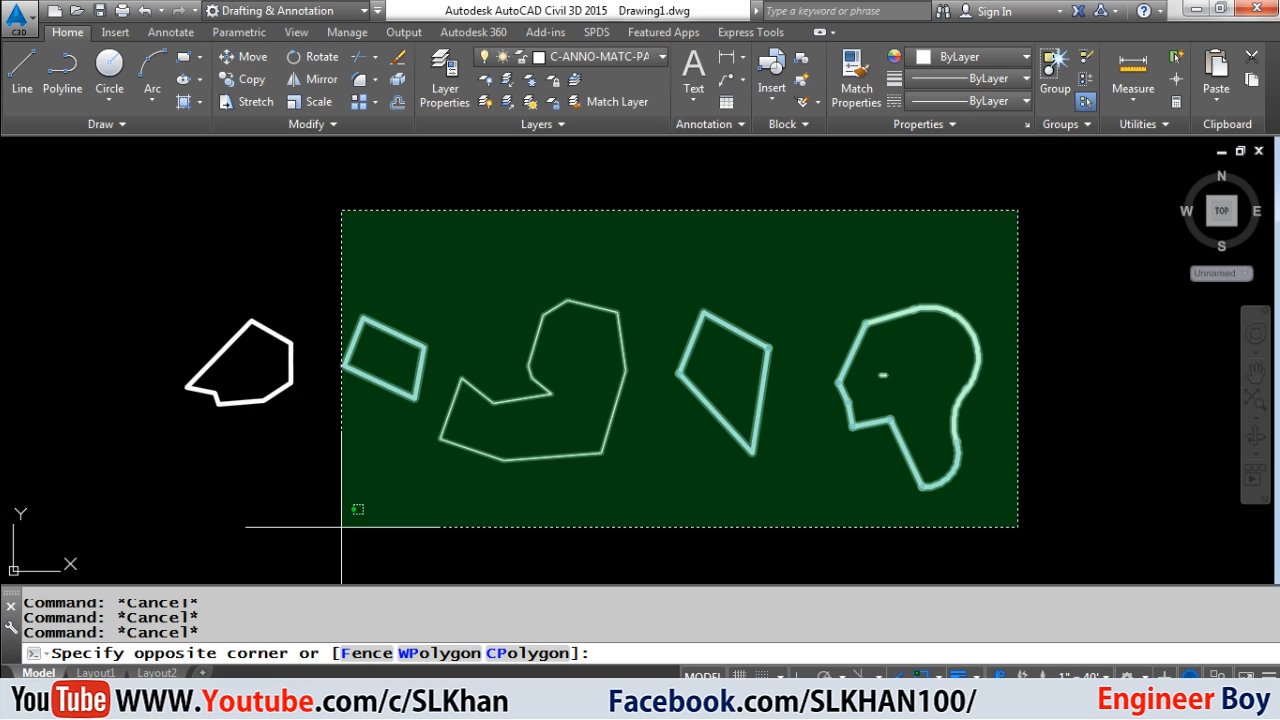 C3D
Drafting & Annotation
Autodesk AutoCAD Civil 3D 2015 Drawing1.dwg
Type a keyword or phrase
Sign In
Home Insert Annotate Parametric View Manage Output Autodesk 360 Add-ins SPDS Featured Apps Express Tools
Line Polyline Circle Arc
Move Rotate
Copy Mirror
Stretch Scale
Layer Properties
C-ANNO-MATC-PA
Match Layer
Text
Insert
Match Properties
ByLayer
ByLayer
ByLayer
Group
Measure
Paste
Draw Modify Layers Annotation Block Properties Groups Utilities Clipboard
N
W TOP E
S
Unnamed
Y
X
Command: *Cancel*
Command: *Cancel*
Command: *Cancel*
Specify opposite corner or [Fence WPolygon CPolygon]:
Model Layout1 Layout2 +
MODEL 1" = 40'
YouTube WWW.Youtube.com/c/SLKhan Facebook.com/SLKHAN100/ Engineer Boy